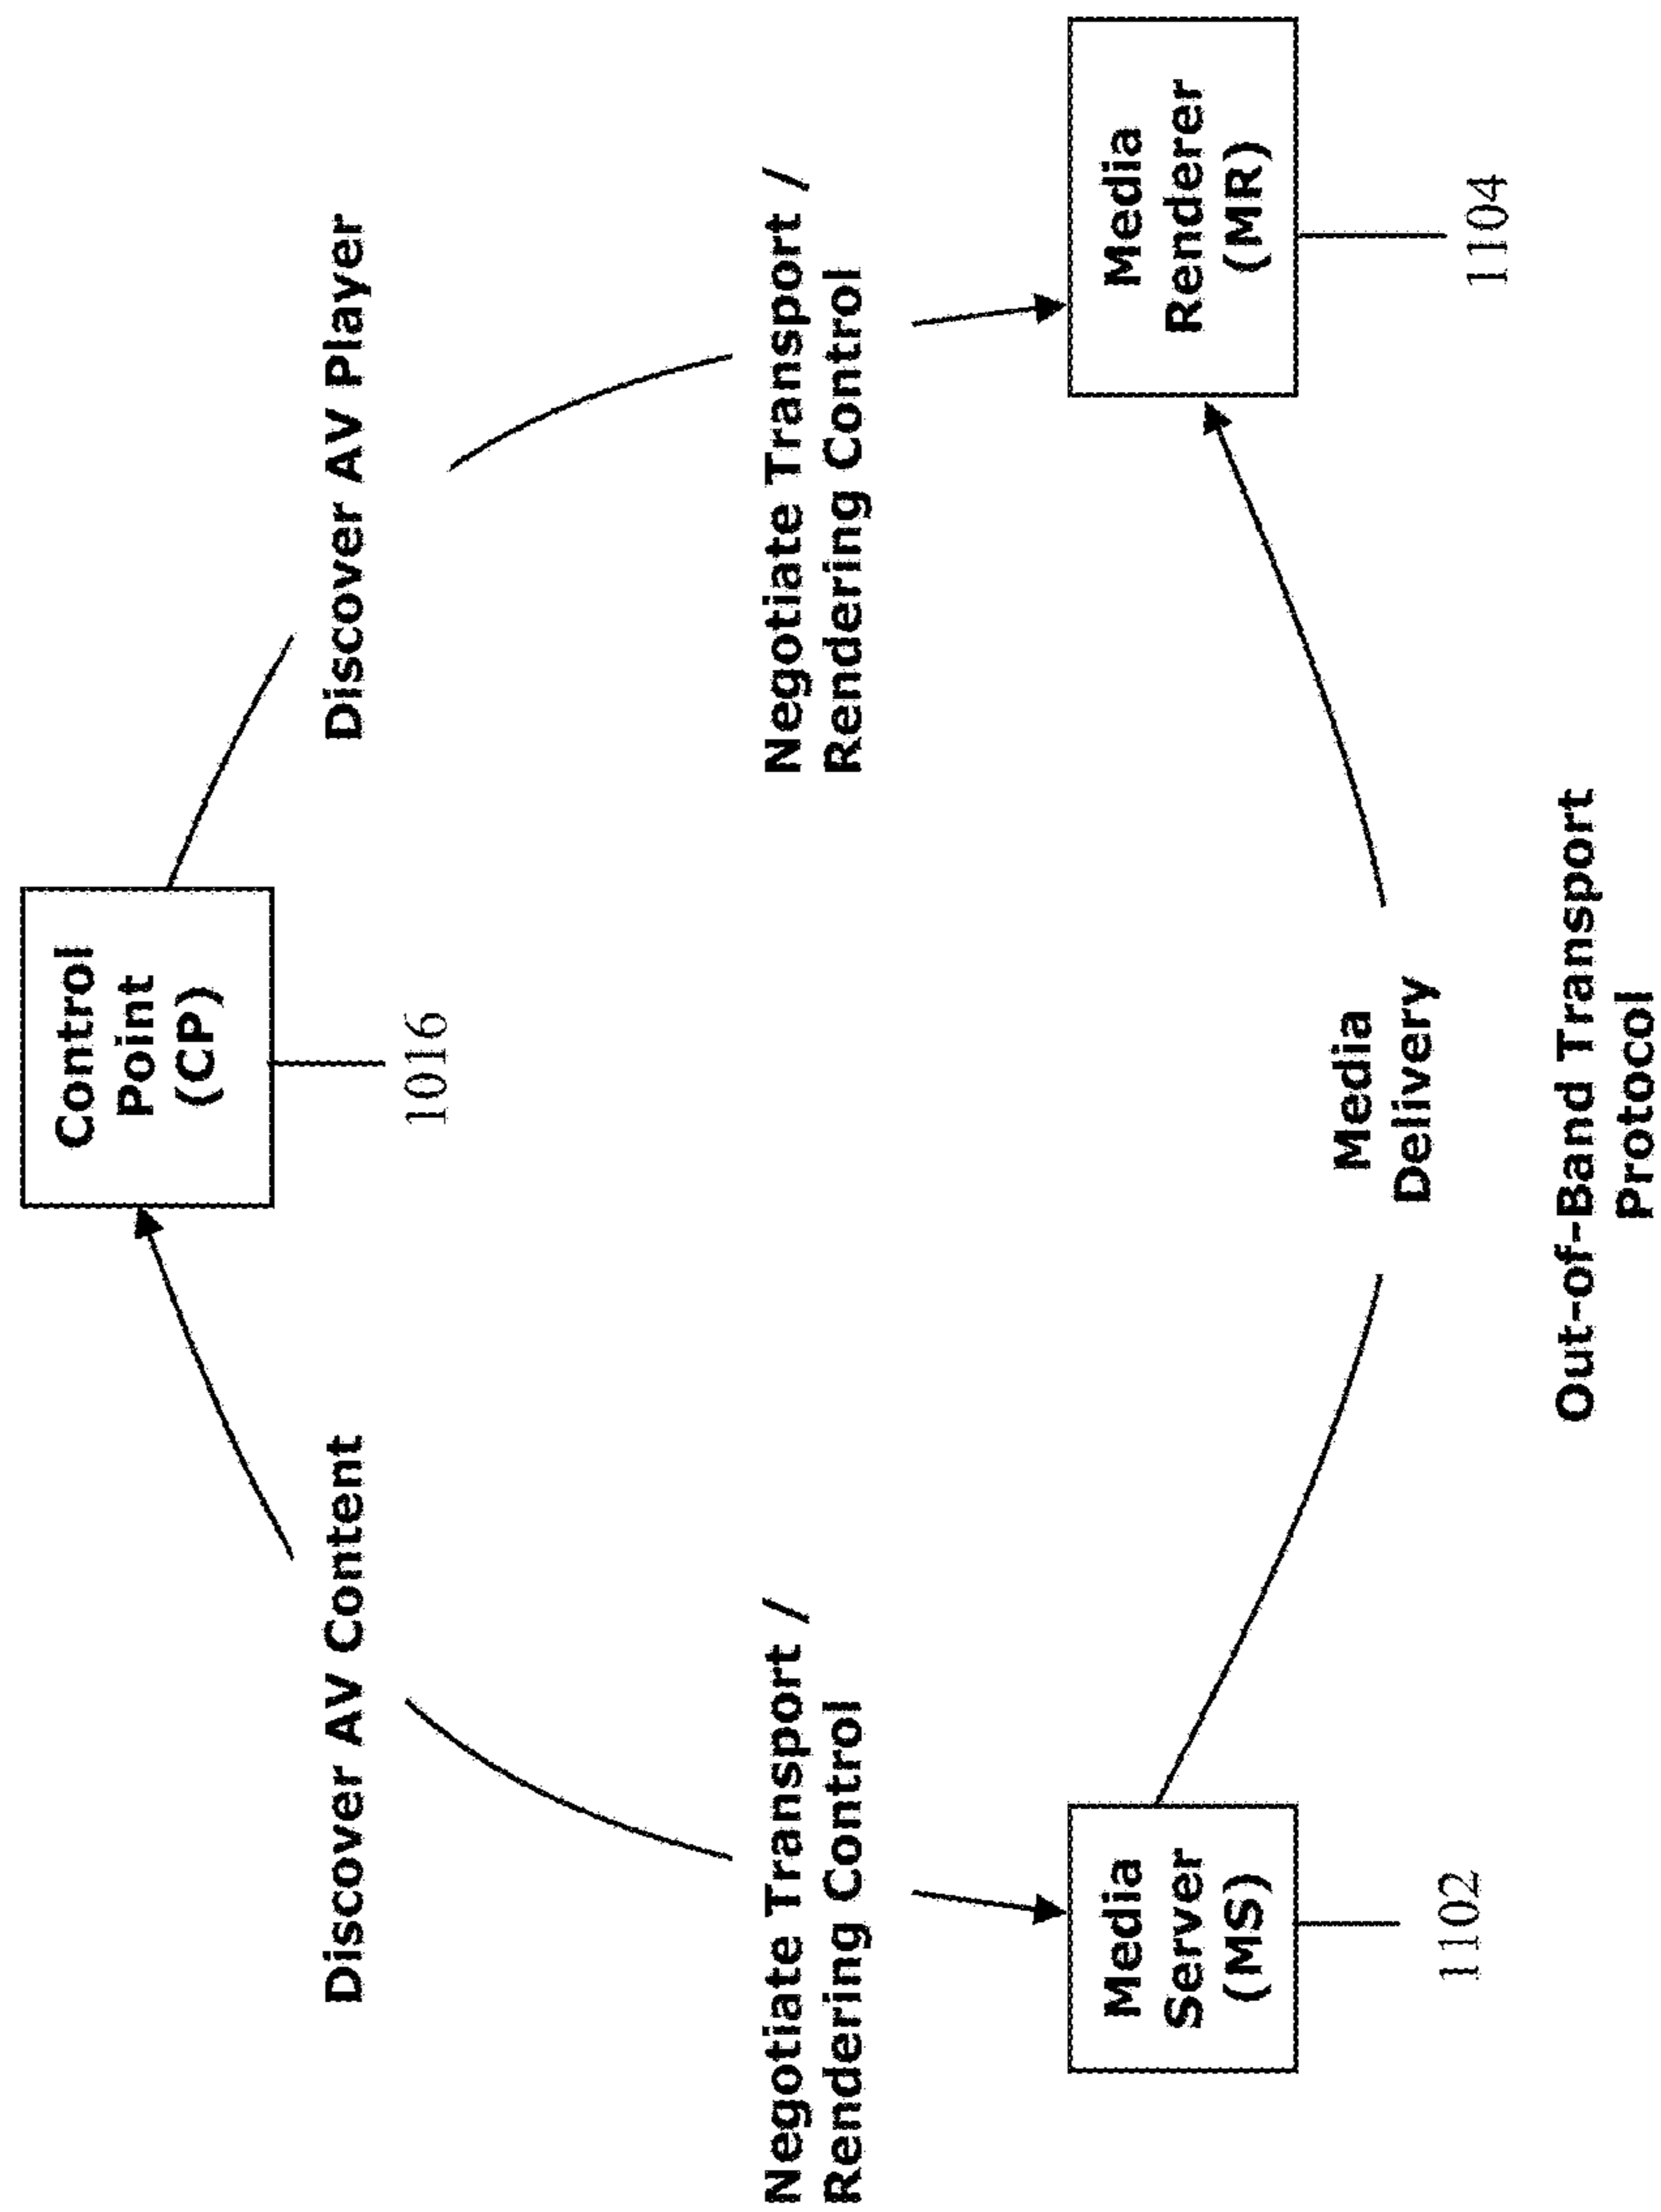 Control
Point
(CP)
1016
Discover AV Content
Discover AV Player
Negotiate Transport /
Rendering Control
Negotiate Transport /
Rendering Control
Media
Server
(MS)
1102
Media
Renderer
(MR)
1104
Media
Delivery
Out-of-Band Transport
Protocol